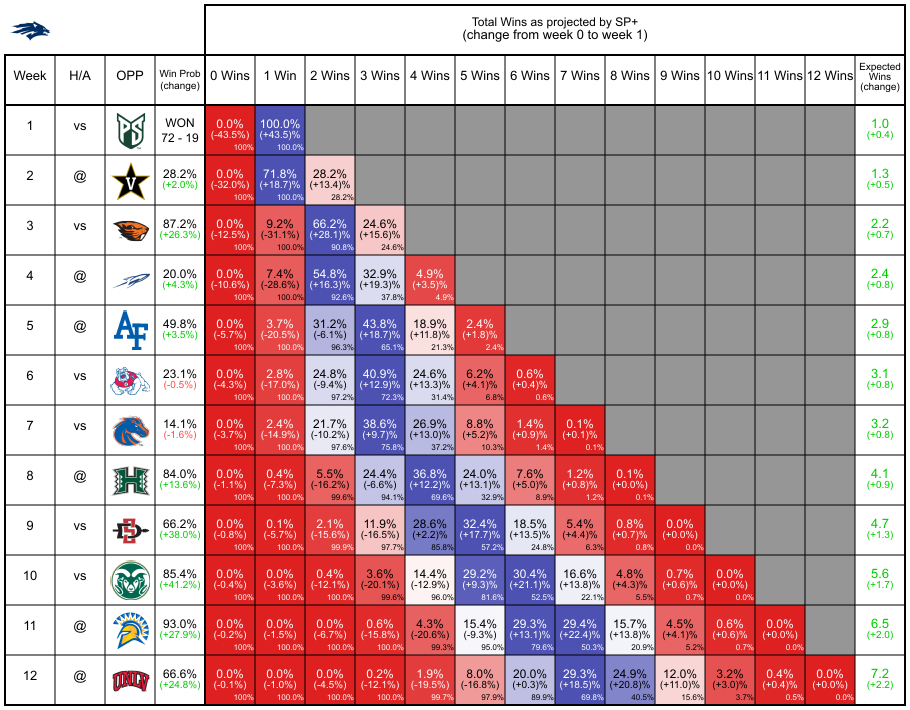 Total Wins as projected by SP+
(change from week 0 to week 1)
Week H/A OPP Win Prob (change) 0 Wins 1 Win 2 Wins 3 Wins 4 Wins 5 Wins 6 Wins 7 Wins 8 Wins 9 Wins 10 Wins 11 Wins 12 Wins Expected Wins (change)
1 vs PS WON 0.0% 100.0% 1.0
72 - 19 (-43.5%) (+43.5)% (+0.4)
100% 100.0%
2 @ V 28.2% 0.0% 71.8% 28.2% 1.3
(+2.0%) (-32.0%) (+18.7)% (+13.4)% (+0.5)
100% 100.0% 28.2%
3 vs 87.2% 0.0% 9.2% 66.2% 24.6% 2.2
(+26.3%) (-12.5%) (-31.1%) (+28.1)% (+15.6)% (+0.7)
100% 100.0% 90.8% 24.6%
4 @ 20.0% 0.0% 7.4% 54.8% 32.9% 4.9% 2.4
(+4.3%) (-10.6%) (-28.6%) (+16.3)% (+19.3)% (+3.5)% (+0.8)
100% 100.0% 92.6% 37.8% 4.9%
5 @ AF 49.8% 0.0% 3.7% 31.2% 43.8% 18.9% 2.4% 2.9
(+3.5%) (-5.7%) (-20.5%) (-6.1%) (+18.7)% (+11.8)% (+1.8)% (+0.8)
100% 100.0% 96.3% 65.1% 21.3% 2.4%
6 vs 23.1% 0.0% 2.8% 24.8% 40.9% 24.6% 6.2% 0.6% 3.1
(-0.5%) (-4.3%) (-17.0%) (-9.4%) (+12.9)% (+13.3)% (+4.1)% (+0.4)% (+0.8)
100% 100.0% 97.2% 72.3% 31.4% 6.8% 0.6%
7 vs 14.1% 0.0% 2.4% 21.7% 38.6% 26.9% 8.8% 1.4% 0.1% 3.2
(-1.6%) (-3.7%) (-14.9%) (-10.2%) (+9.7)% (+13.0)% (+5.2)% (+0.9)% (+0.1)% (+0.8)
100% 100.0% 97.6% 75.8% 37.2% 10.3% 1.4% 0.1%
8 @ H 84.0% 0.0% 0.4% 5.5% 24.4% 36.8% 24.0% 7.6% 1.2% 0.1% 4.1
(+13.6%) (-1.1%) (-7.3%) (-16.2%) (-6.6%) (+12.2)% (+13.1)% (+5.0)% (+0.8)% (+0.0)% (+0.9)
100% 100.0% 99.6% 94.1% 69.6% 32.9% 8.9% 1.2% 0.1%
9 vs SD 66.2% 0.0% 0.1% 2.1% 11.9% 28.6% 32.4% 18.5% 5.4% 0.8% 0.0% 4.7
(+38.0%) (-0.8%) (-5.7%) (-15.6%) (-16.5%) (+2.2)% (+17.7)% (+13.5)% (+4.4)% (+0.7)% (+0.0)% (+1.3)
100% 100.0% 99.9% 97.7% 85.8% 57.2% 24.8% 6.3% 0.8% 0.0%
10 vs 85.4% 0.0% 0.0% 0.4% 3.6% 14.4% 29.2% 30.4% 16.6% 4.8% 0.7% 0.0% 5.6
(+41.2%) (-0.4%) (-3.6%) (-12.1%) (-20.1%) (-12.9%) (+9.3)% (+21.1)% (+13.8)% (+4.3)% (+0.6)% (+0.0)% (+1.7)
100% 100.0% 100.0% 99.6% 96.0% 81.6% 52.5% 22.1% 5.5% 0.7% 0.0%
11 @ 93.0% 0.0% 0.0% 0.0% 0.6% 4.3% 15.4% 29.3% 29.4% 15.7% 4.5% 0.6% 0.0% 6.5
(+27.9%) (-0.2%) (-1.5%) (-6.7%) (-15.8%) (-20.6%) (-9.3%) (+13.1)% (+22.4)% (+13.8)% (+4.1)% (+0.6)% (+0.0)% (+2.0)
100% 100.0% 100.0% 100.0% 99.3% 95.0% 79.6% 50.3% 20.9% 5.2% 0.7% 0.0%
12 @ UNLV 66.6% 0.0% 0.0% 0.0% 0.2% 1.9% 8.0% 20.0% 29.3% 24.9% 12.0% 3.2% 0.4% 0.0% 7.2
(+24.8%) (-0.1%) (-1.0%) (-4.5%) (-12.1%) (-19.5%) (-16.8%) (+0.3)% (+18.5)% (+20.8)% (+11.0)% (+3.0)% (+0.4)% (+0.0)% (+2.2)
100% 100.0% 100.0% 100.0% 99.7% 97.9% 89.9% 69.8% 40.5% 15.6% 3.7% 0.5% 0.0%